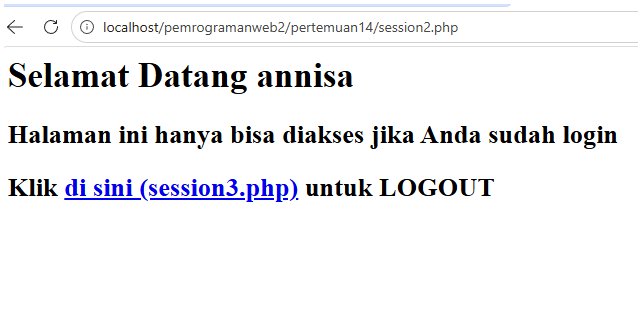 localhost/pemrogramanweb2/pertemuan14/session2.php
Selamat Datang annisa
Halaman ini hanya bisa diakses jika Anda sudah login
Klik di sini (session3.php) untuk LOGOUT